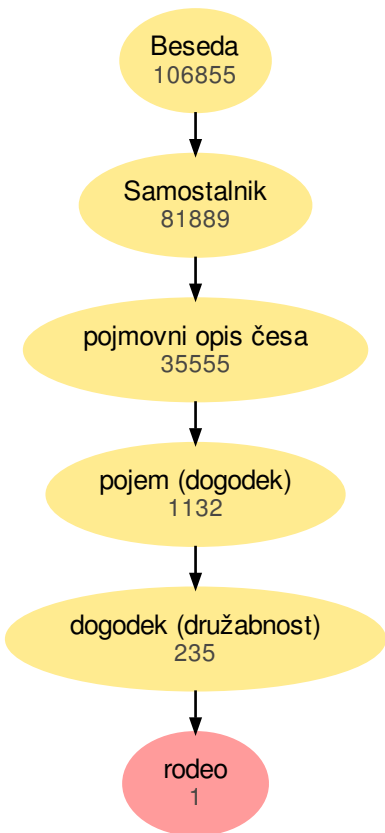 Beseda
106855
Samostalnik
81889
pojmovni opis česa
35555
pojem (dogodek)
1132
dogodek (družabnost)
235
rodeo
1